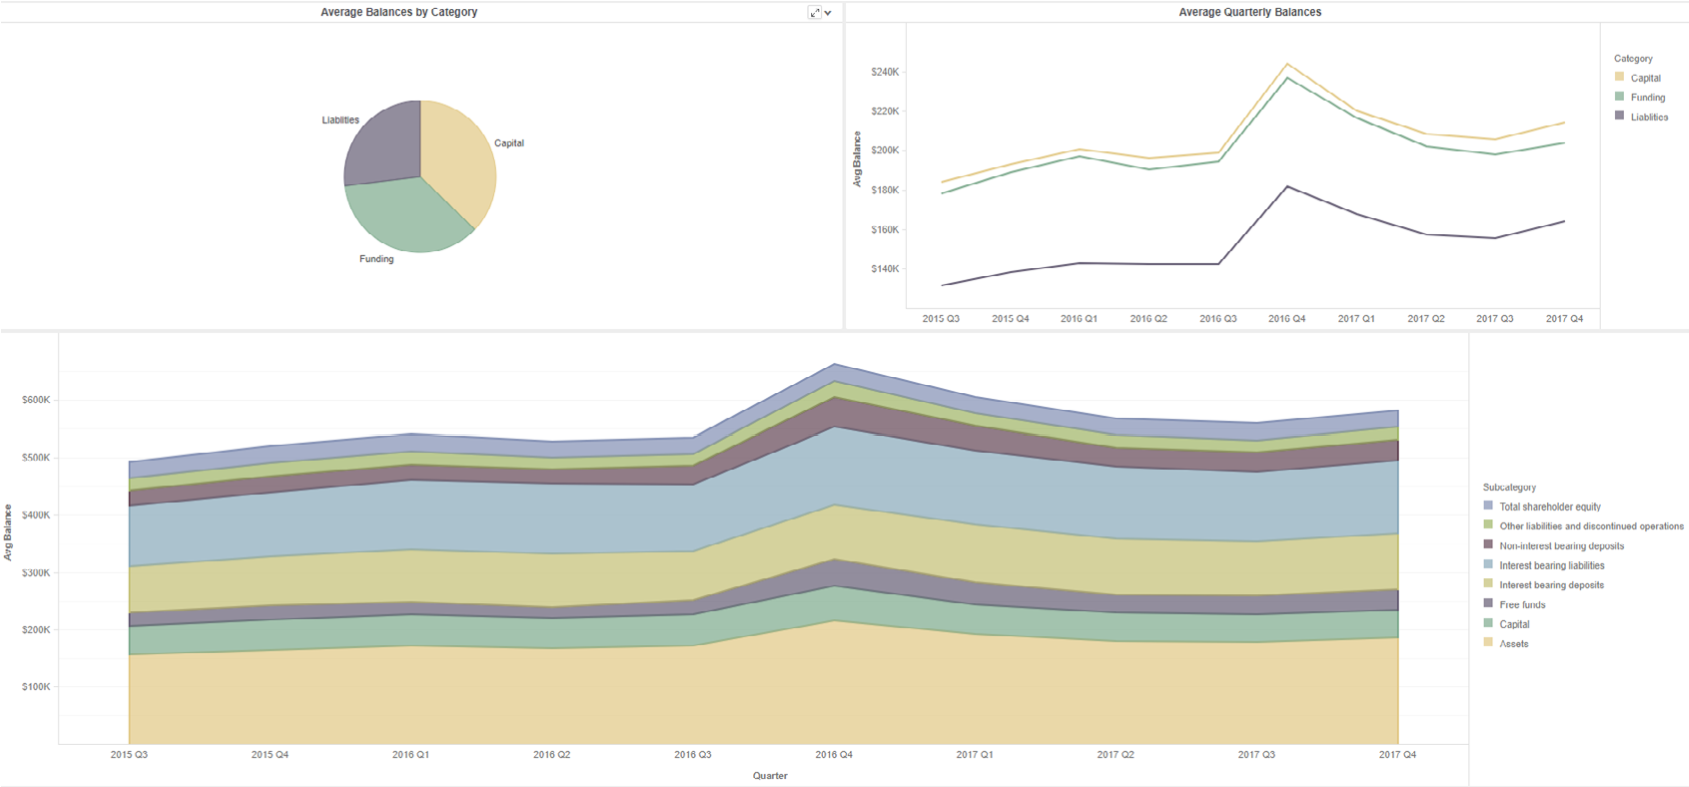 Average Balances by Category
Liablities
Capital
Funding
Average Quarterly Balances
Avg Balance
$240K
$220K
$200K
$180K
$160K
$140K
2015 Q3 2015 Q4 2016 Q1 2016 Q2 2016 Q3 2016 Q4 2017 Q1 2017 Q2 2017 Q3 2017 Q4
Category
Capital
Funding
Liablities
Avg Balance
$600K
$500K
$400K
$300K
$200K
$100K
2015 Q3 2015 Q4 2016 Q1 2016 Q2 2016 Q3 2016 Q4 2017 Q1 2017 Q2 2017 Q3 2017 Q4
Quarter
Subcategory
Total shareholder equity
Other liabilities and discontinued operations
Non-interest bearing deposits
Interest bearing liabilities
Interest bearing deposits
Free funds
Capital
Assets